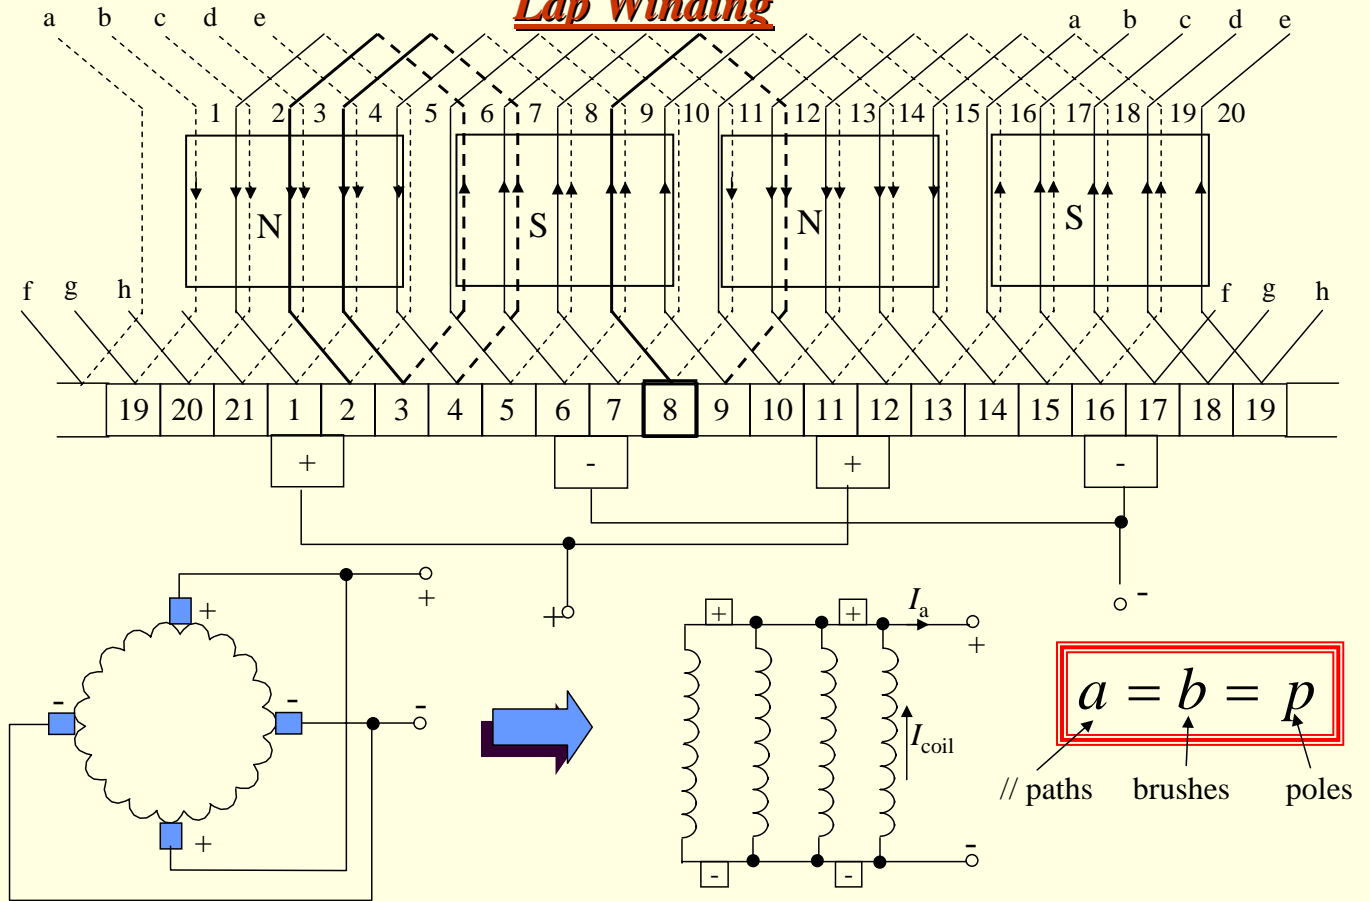 Lap Winding
a b c d e a b c d e
1 2 3 4 5 6 7 8 9 10 11 12 13 14 15 16 17 18 19 20
N S N S
f g h f g h
19 20 21 1 2 3 4 5 6 7 8 9 10 11 12 13 14 15 16 17 18 19
+ - + -
+ -
+ + - - - +
+ + Ia +
- - -
Icoil
a = b = p
// paths brushes poles